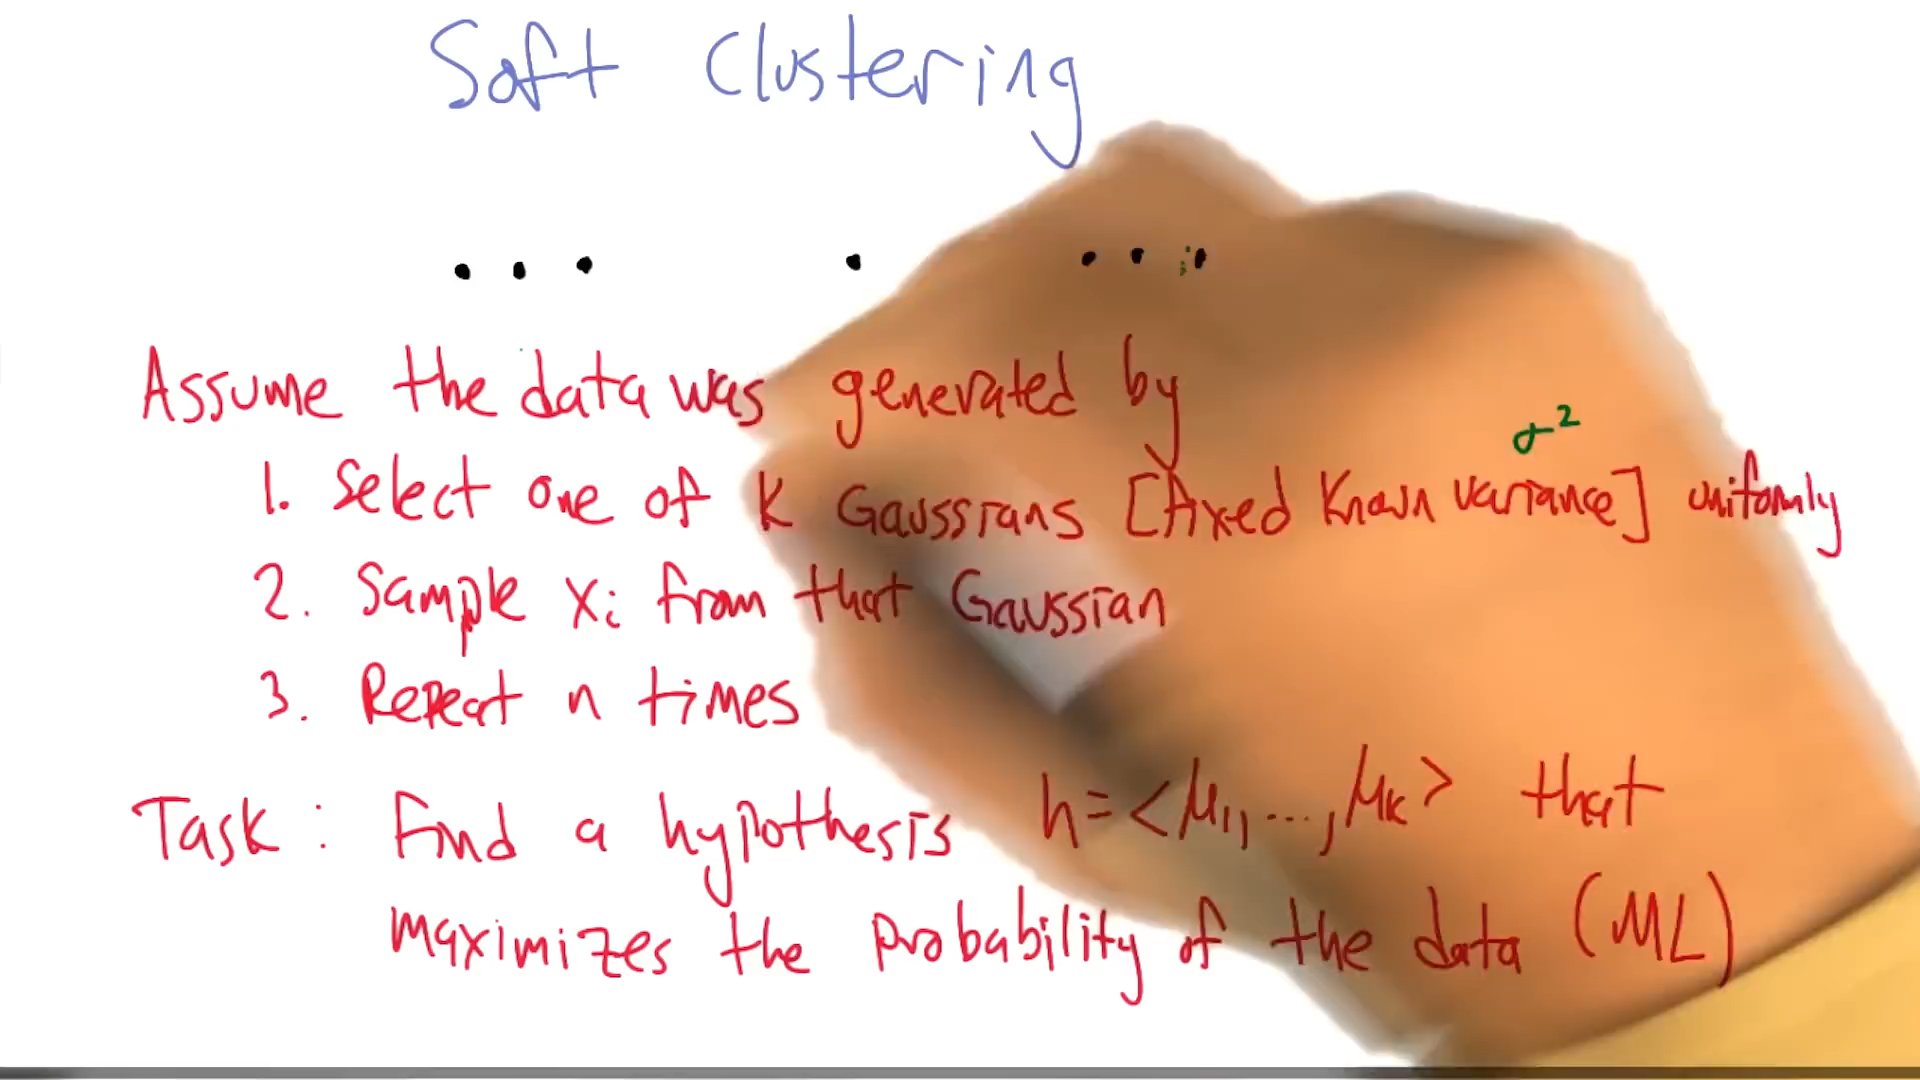 Soft Clustering
Assume the data was generated by
σ²
1. Select one of K Gaussians [Fixed Known variance] uniformly
2. Sample xᵢ from that Gaussian
3. Repeat n times
Task: Find a hypothesis h = <μ₁, ..., μₖ> that
maximizes the probability of the data (ML)